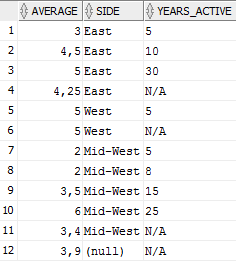 AVERAGE SIDE YEARS_ACTIVE
1 3 East 5
2 4,5 East 10
3 5 East 30
4 4,25 East N/A
5 5 West 5
6 5 West N/A
7 2 Mid-West 5
8 2 Mid-West 8
9 3,5 Mid-West 15
10 6 Mid-West 25
11 3,4 Mid-West N/A
12 3,9 (null) N/A